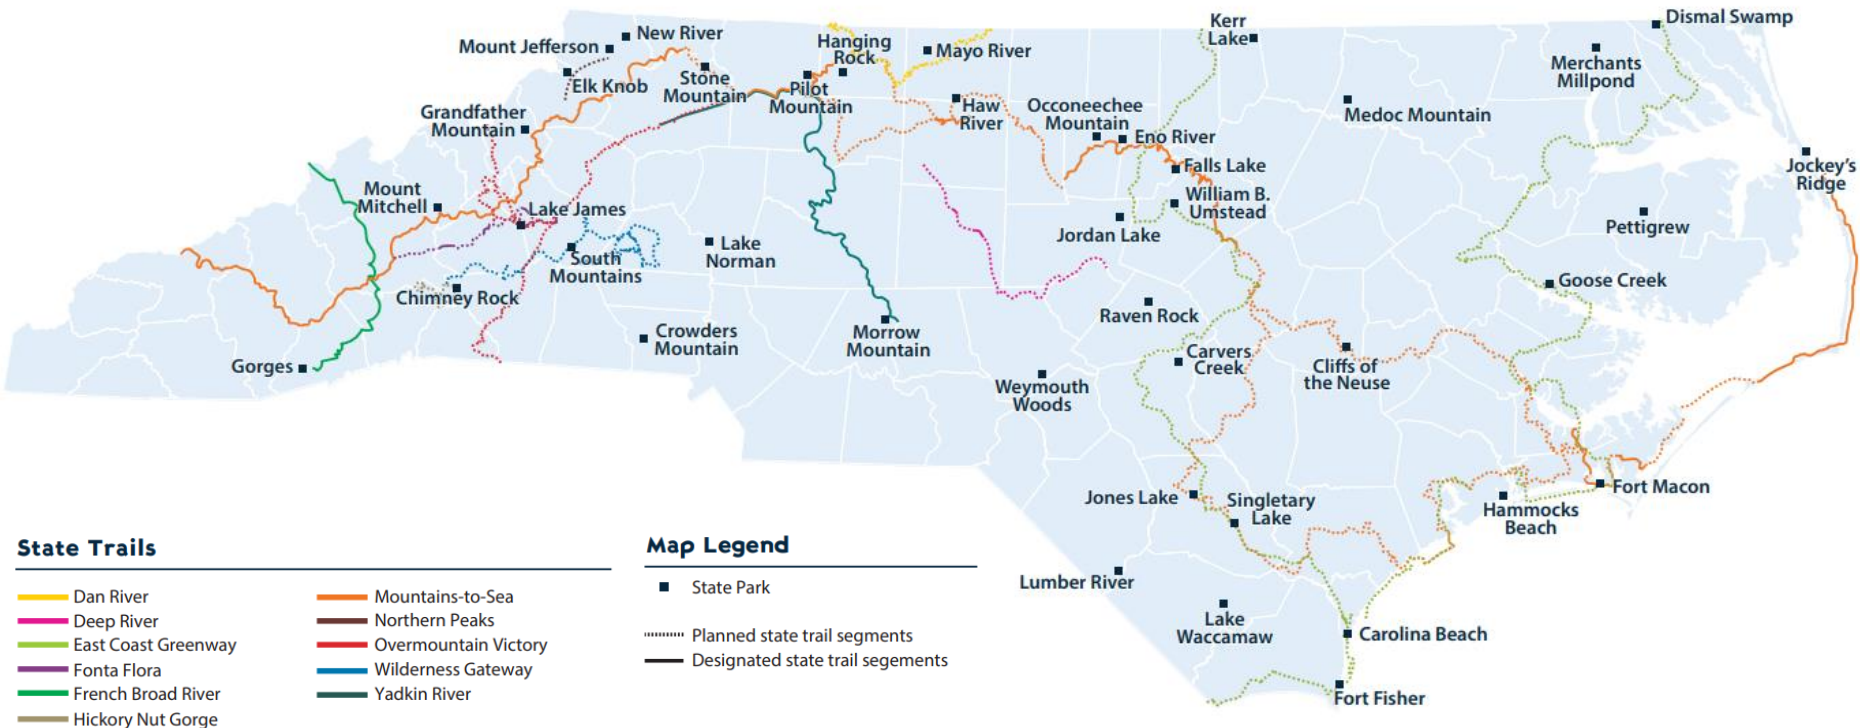 Dismal Swamp
Kerr
Lake
New River
Mount Jefferson
Hanging
Rock
Mayo River
Merchants
Millpond
Elk Knob
Stone
Mountain
Pilot
Mountain
Haw
River
Occoneechee
Mountain
Medoc Mountain
Grandfather
Mountain
Eno River
Falls Lake
Jockey's
Ridge
Mount
Mitchell
Lake James
William B.
Umstead
Pettigrew
Jordan Lake
Lake
Norman
South
Mountains
Chimney Rock
Goose Creek
Raven Rock
Crowders
Mountain
Morrow
Mountain
Carvers
Creek
Cliffs of
the Neuse
Gorges
Weymouth
Woods
Jones Lake
Singletary
Lake
Fort Macon
Hammocks
Beach
Lumber River
Lake
Waccamaw
Carolina Beach
Fort Fisher
State Trails
Dan River
Deep River
East Coast Greenway
Fonta Flora
French Broad River
Hickory Nut Gorge
Mountains-to-Sea
Northern Peaks
Overmountain Victory
Wilderness Gateway
Yadkin River
Map Legend
State Park
Planned state trail segments
Designated state trail segements